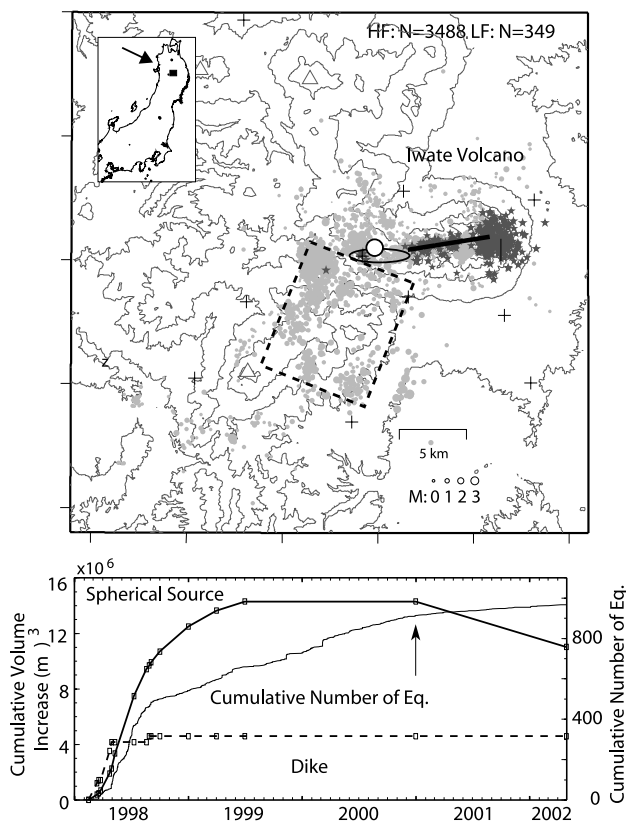 HF: N=3488 LF: N=349
Iwate Volcano
N
5 km
M: 0 1 2 3
x10 6
16
12
8
4
0
Cumulative Volume
Increase (m 3 )
Spherical Source
Cumulative Number of Eq.
Dike
800
400
0
Cumulative Number of Eq.
1998
1999
2000
2001
2002